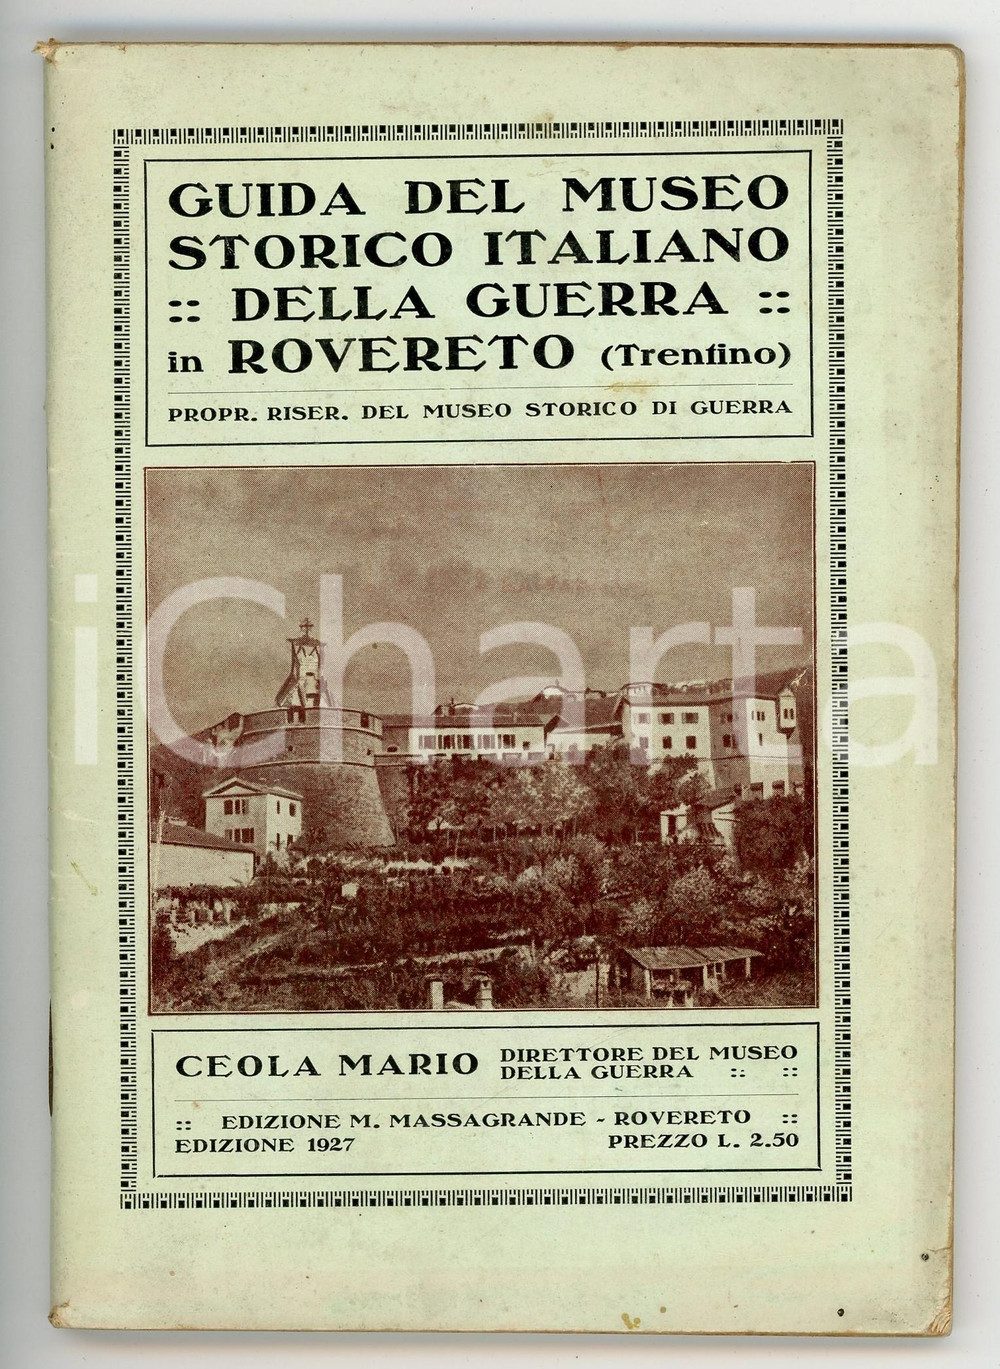 GUIDA DEL MUSEO
STORICO ITALIANO
:: DELLA GUERRA ::
in ROVERETO (Trentino)
PROPR. RISER. DEL MUSEO STORICO DI GUERRA
iCharta
CEOLA MARIO DIRETTORE DEL MUSEO
DELLA GUERRA :: ::
:: EDIZIONE M. MASSAGRANDE - ROVERETO ::
EDIZIONE 1927 PREZZO L. 2.50